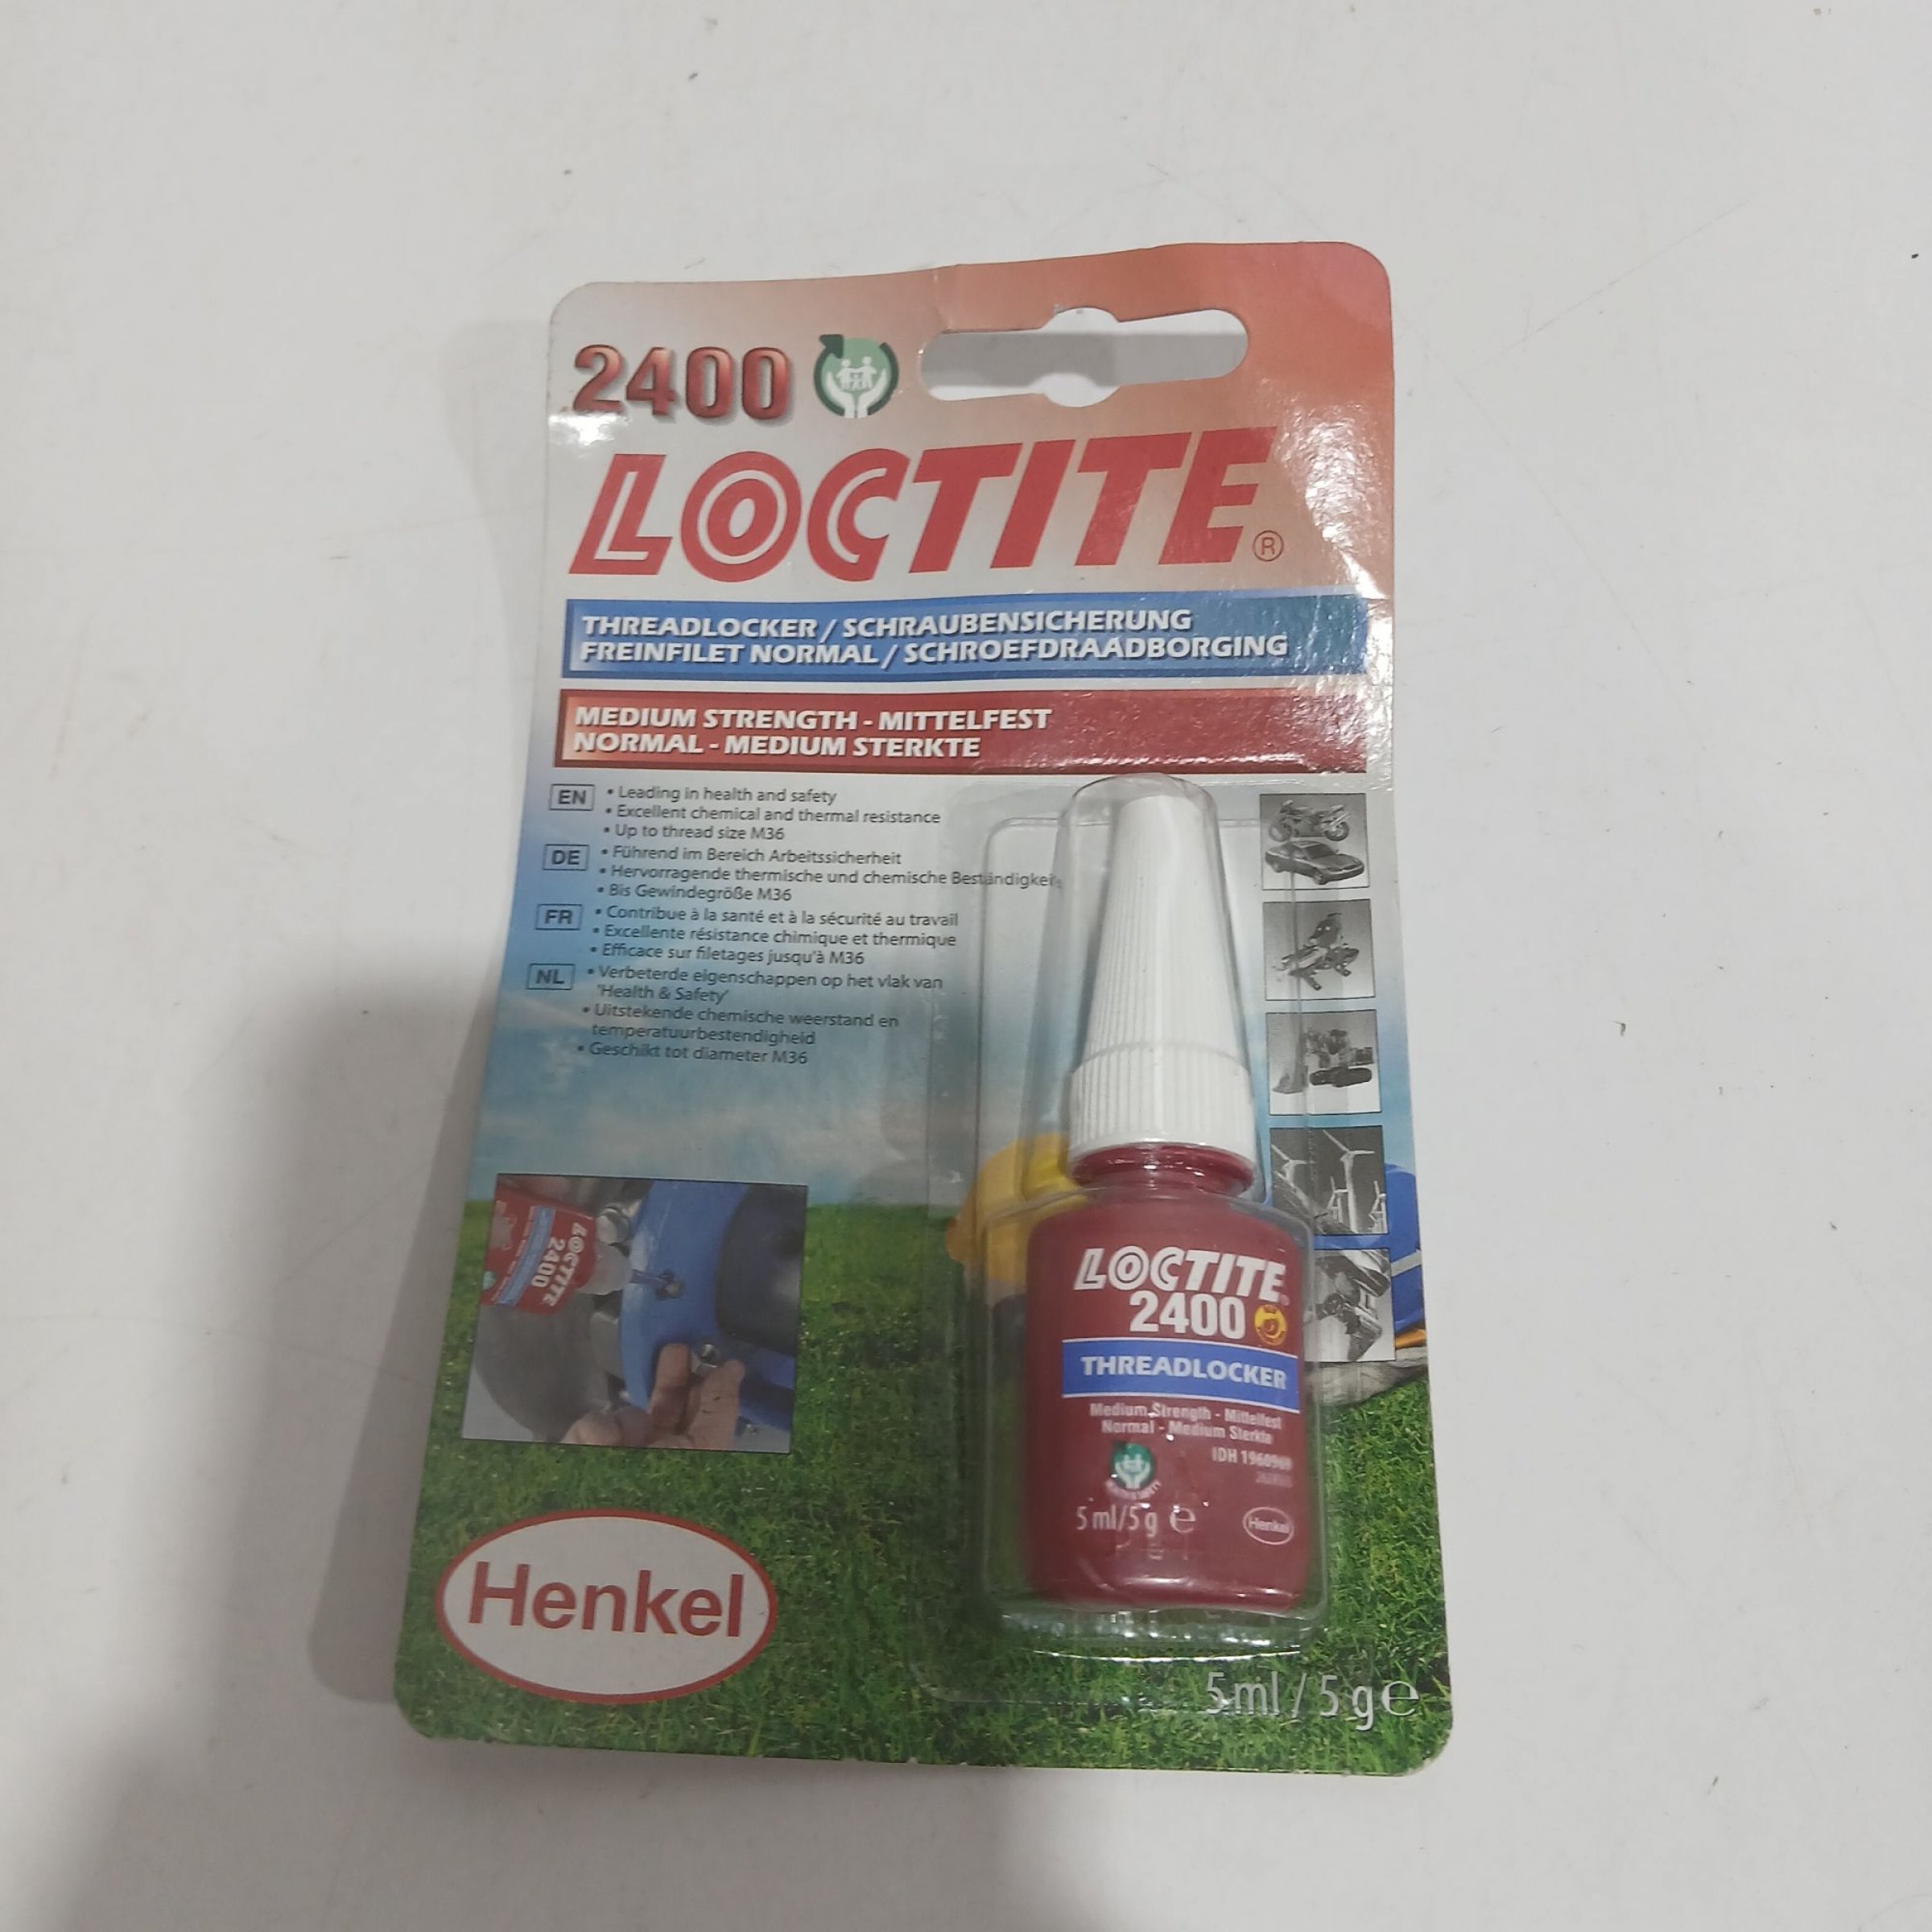 2400
LOCTITE®
THREADLOCKER / SCHRAUBENSICHERUNG
FREINFILET NORMAL / SCHROEFDRAADBORGING
MEDIUM STRENGTH - MITTELFEST
NORMAL - MEDIUM STERKTE
EN • Leading in health and safety
• Excellent chemical and thermal resistance
• Up to thread size M36
DE • Führend im Bereich Arbeitssicherheit
• Hervorragende thermische und chemische Beständigkeit
• Bis Gewindegröße M36
FR • Contribue à la santé et à la sécurité au travail
• Excellente résistance chimique et thermique
• Efficace sur filetages jusqu'à M36
NL • Verbeterde eigenschappen op het vlak van
'Health & Safety'
• Uitstekende chemische weerstand en
temperatuurbestendigheid
• Geschikt tot diameter M36
LOCTITE
2400
LOCTITE
2400
THREADLOCKER
Medium Strength - Mittelfest
Normal - Medium Sterkte
IDH
5 ml/5 g e
Henkel
Henkel
5 ml / 5 g e